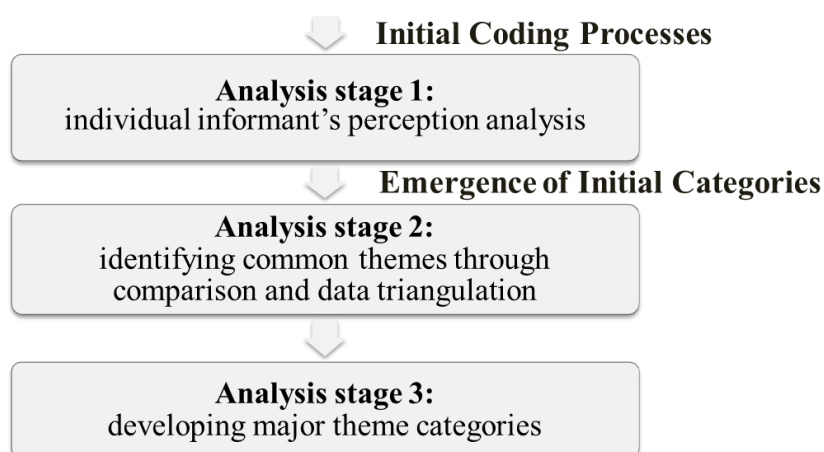 Initial Coding Processes
Analysis stage 1:
individual informant’s perception analysis
Emergence of Initial Categories
Analysis stage 2:
identifying common themes through
comparison and data triangulation
Analysis stage 3:
developing major theme categories